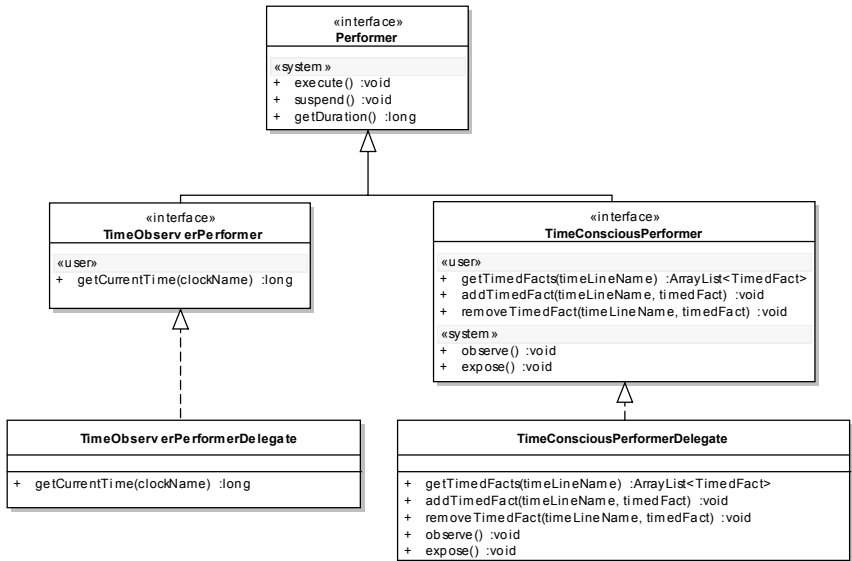 «interface»
Performer
«system»
+ execute() :void
+ suspend() :void
+ getDuration() :long
«interface»
TimeObserverPerformer
«user»
+ getCurrentTime(clockName) :long
«interface»
TimeConsciousPerformer
«user»
+ getTimedFacts(timeLineName) :ArrayList<TimedFact>
+ addTimedFact(timeLineName, timedFact) :void
+ removeTimedFact(timeLineName, timedFact) :void
«system»
+ observe() :void
+ expose() :void
TimeObserverPerformerDelegate
+ getCurrentTime(clockName) :long
TimeConsciousPerformerDelegate
+ getTimedFacts(timeLineName) :ArrayList<TimedFact>
+ addTimedFact(timeLineName, timedFact) :void
+ removeTimedFact(timeLineName, timedFact) :void
+ observe() :void
+ expose() :void